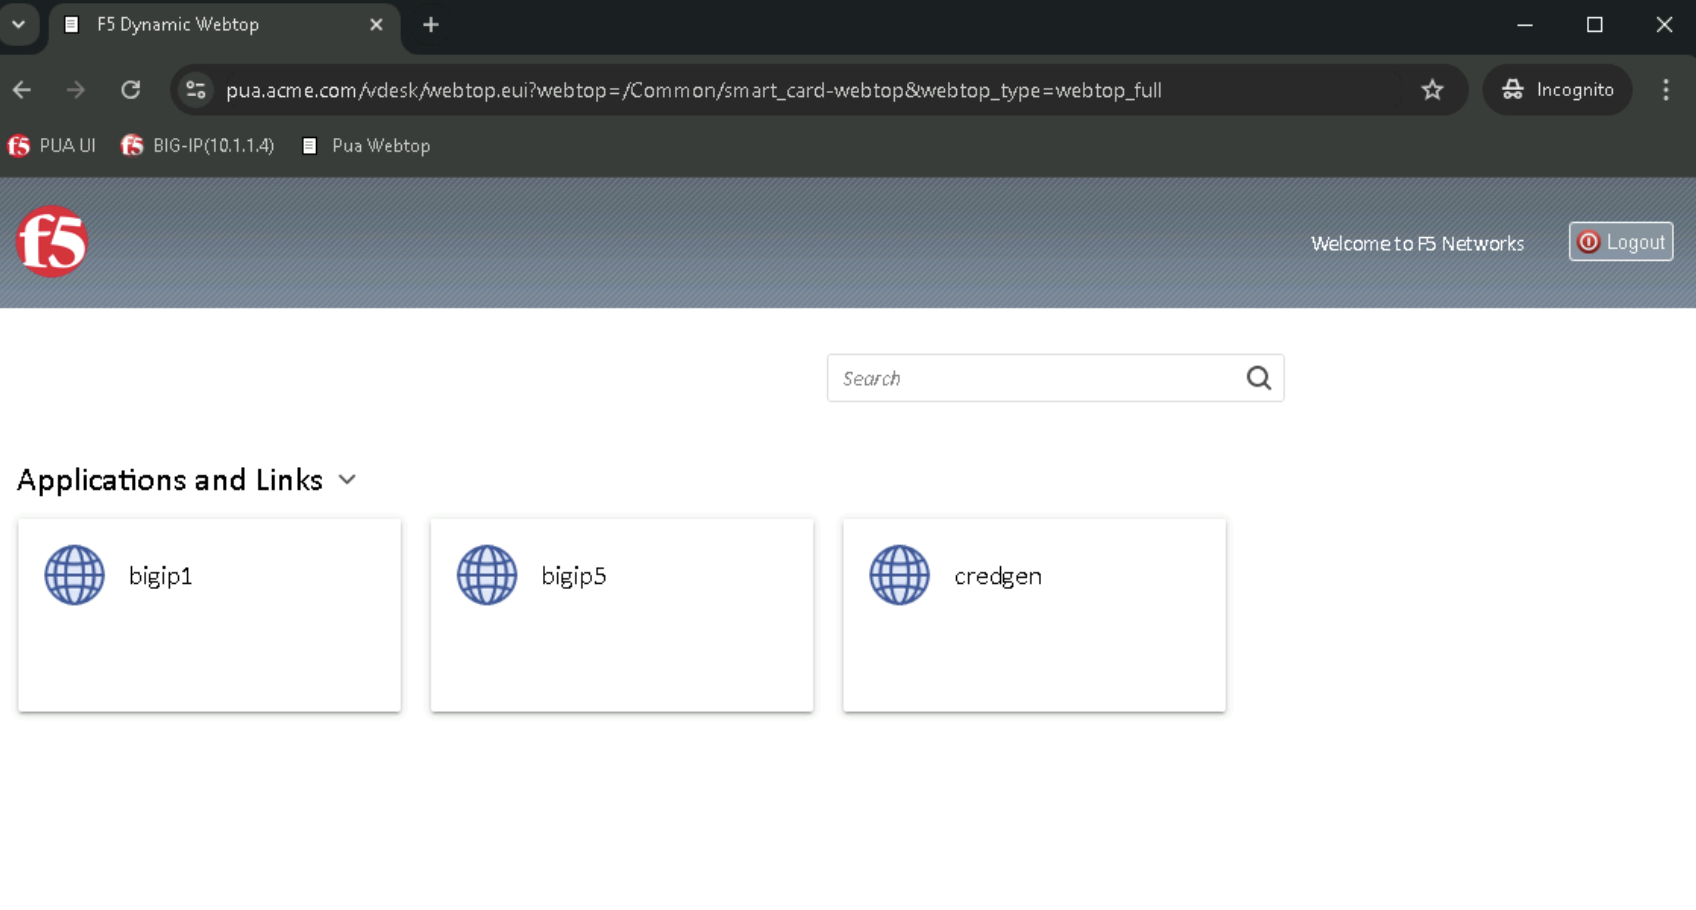 F5 Dynamic Webtop
pua.acme.com/vdesk/webtop.eui?webtop=/Common/smart_card-webtop&webtop_type=webtop_full
Incognito
f5 PUA UI
f5 BIG-IP(10.1.1.4)
Pua Webtop
f5
Welcome to F5 Networks
Logout
Search
Applications and Links
bigip1
bigip5
credgen